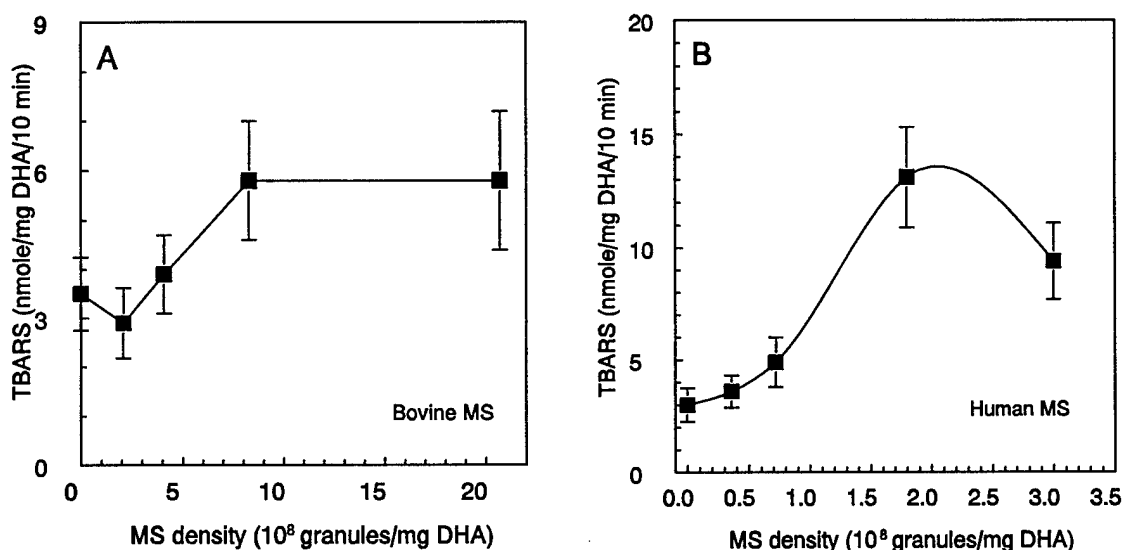 A
9
6
3
0
TBARS (nmole/mg DHA/10 min)
Bovine MS
0 5 10 15 20
MS density (10⁸ granules/mg DHA)
B
20
15
10
5
0
TBARS (nmole/mg DHA/10 min)
Human MS
0.0 0.5 1.0 1.5 2.0 2.5 3.0 3.5
MS density (10⁸ granules/mg DHA)